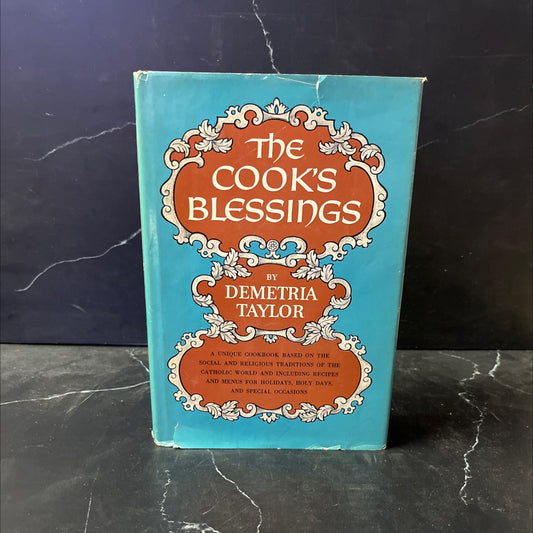 The
COOK'S
BLESSINGS
BY
DEMETRIA
TAYLOR
A UNIQUE COOKBOOK BASED ON THE
SOCIAL AND RELIGIOUS TRADITIONS OF THE
CATHOLIC WORLD AND INCLUDING RECIPES
AND MENUS FOR HOLIDAYS, HOLY DAYS,
AND SPECIAL OCCASIONS